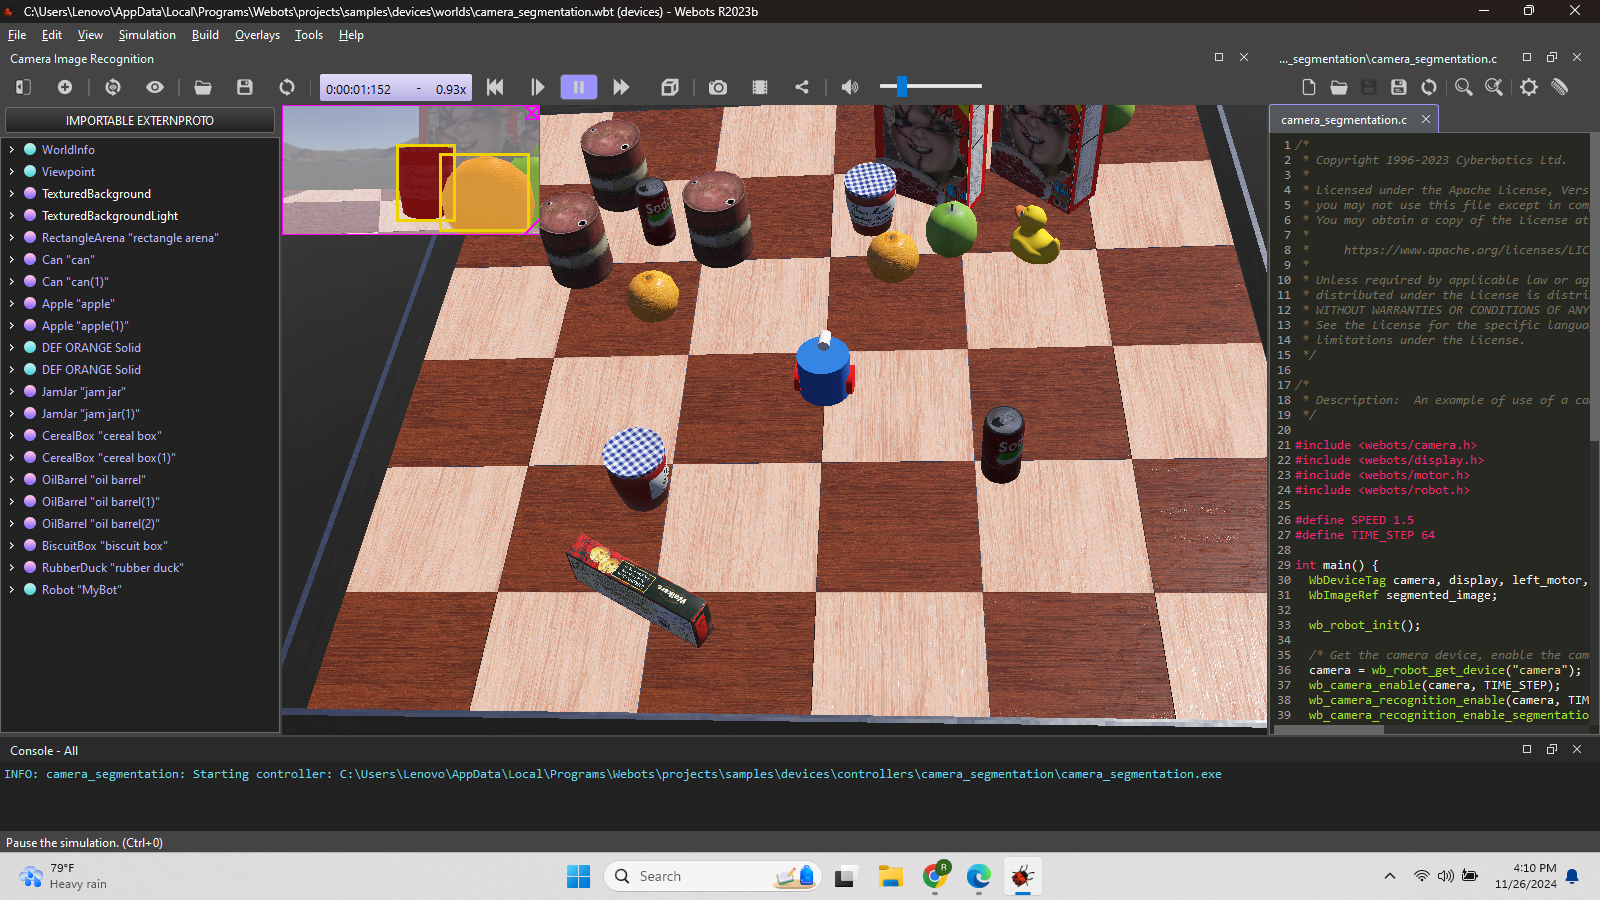 C:\Users\Lenovo\AppData\Local\Programs\Webots\projects\samples\devices\worlds\camera_segmentation.wbt (devices) - Webots R2023b
File Edit View Simulation Build Overlays Tools Help
Camera Image Recognition
..._segmentation\camera_segmentation.c
0:00:01:152 - 0.93x
IMPORTABLE EXTERNPROTO
WorldInfo
Viewpoint
TexturedBackground
TexturedBackgroundLight
RectangleArena "rectangle arena"
Can "can"
Can "can(1)"
Apple "apple"
Apple "apple(1)"
DEF ORANGE Solid
DEF ORANGE Solid
JamJar "jam jar"
JamJar "jam jar(1)"
CerealBox "cereal box"
CerealBox "cereal box(1)"
OilBarrel "oil barrel"
OilBarrel "oil barrel(1)"
OilBarrel "oil barrel(2)"
BiscuitBox "biscuit box"
RubberDuck "rubber duck"
Robot "MyBot"
Soda
Soda
Walkers
camera_segmentation.c
1 /*
2 * Copyright 1996-2023 Cyberbotics Ltd.
3 *
4 * Licensed under the Apache License, Vers
5 * you may not use this file except in com
6 * You may obtain a copy of the License at
7 *
8 * https://www.apache.org/licenses/LIC
9 *
10 * Unless required by applicable law or ag
11 * distributed under the License is distri
12 * WITHOUT WARRANTIES OR CONDITIONS OF ANY
13 * See the License for the specific langua
14 * limitations under the License.
15 */
16
17 /*
18 * Description: An example of use of a ca
19 */
20
21 #include <webots/camera.h>
22 #include <webots/display.h>
23 #include <webots/motor.h>
24 #include <webots/robot.h>
25
26 #define SPEED 1.5
27 #define TIME_STEP 64
28
29 int main() {
30 WbDeviceTag camera, display, left_motor,
31 WbImageRef segmented_image;
32
33 wb_robot_init();
34
35 /* Get the camera device, enable the cam
36 camera = wb_robot_get_device("camera");
37 wb_camera_enable(camera, TIME_STEP);
38 wb_camera_recognition_enable(camera, TIM
39 wb_camera_recognition_enable_segmentatio
Console - All
INFO: camera_segmentation: Starting controller: C:\Users\Lenovo\AppData\Local\Programs\Webots\projects\samples\devices\controllers\camera_segmentation\camera_segmentation.exe
Pause the simulation. (Ctrl+0)
79°F
Heavy rain
Search
R
4:10 PM
11/26/2024